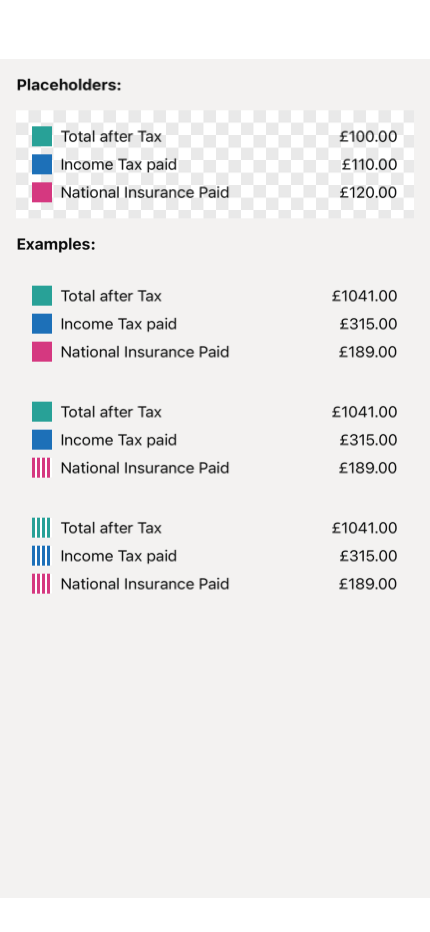 Placeholders:
Total after Tax £100.00
Income Tax paid £110.00
National Insurance Paid £120.00
Examples:
Total after Tax £1041.00
Income Tax paid £315.00
National Insurance Paid £189.00
Total after Tax £1041.00
Income Tax paid £315.00
National Insurance Paid £189.00
Total after Tax £1041.00
Income Tax paid £315.00
National Insurance Paid £189.00